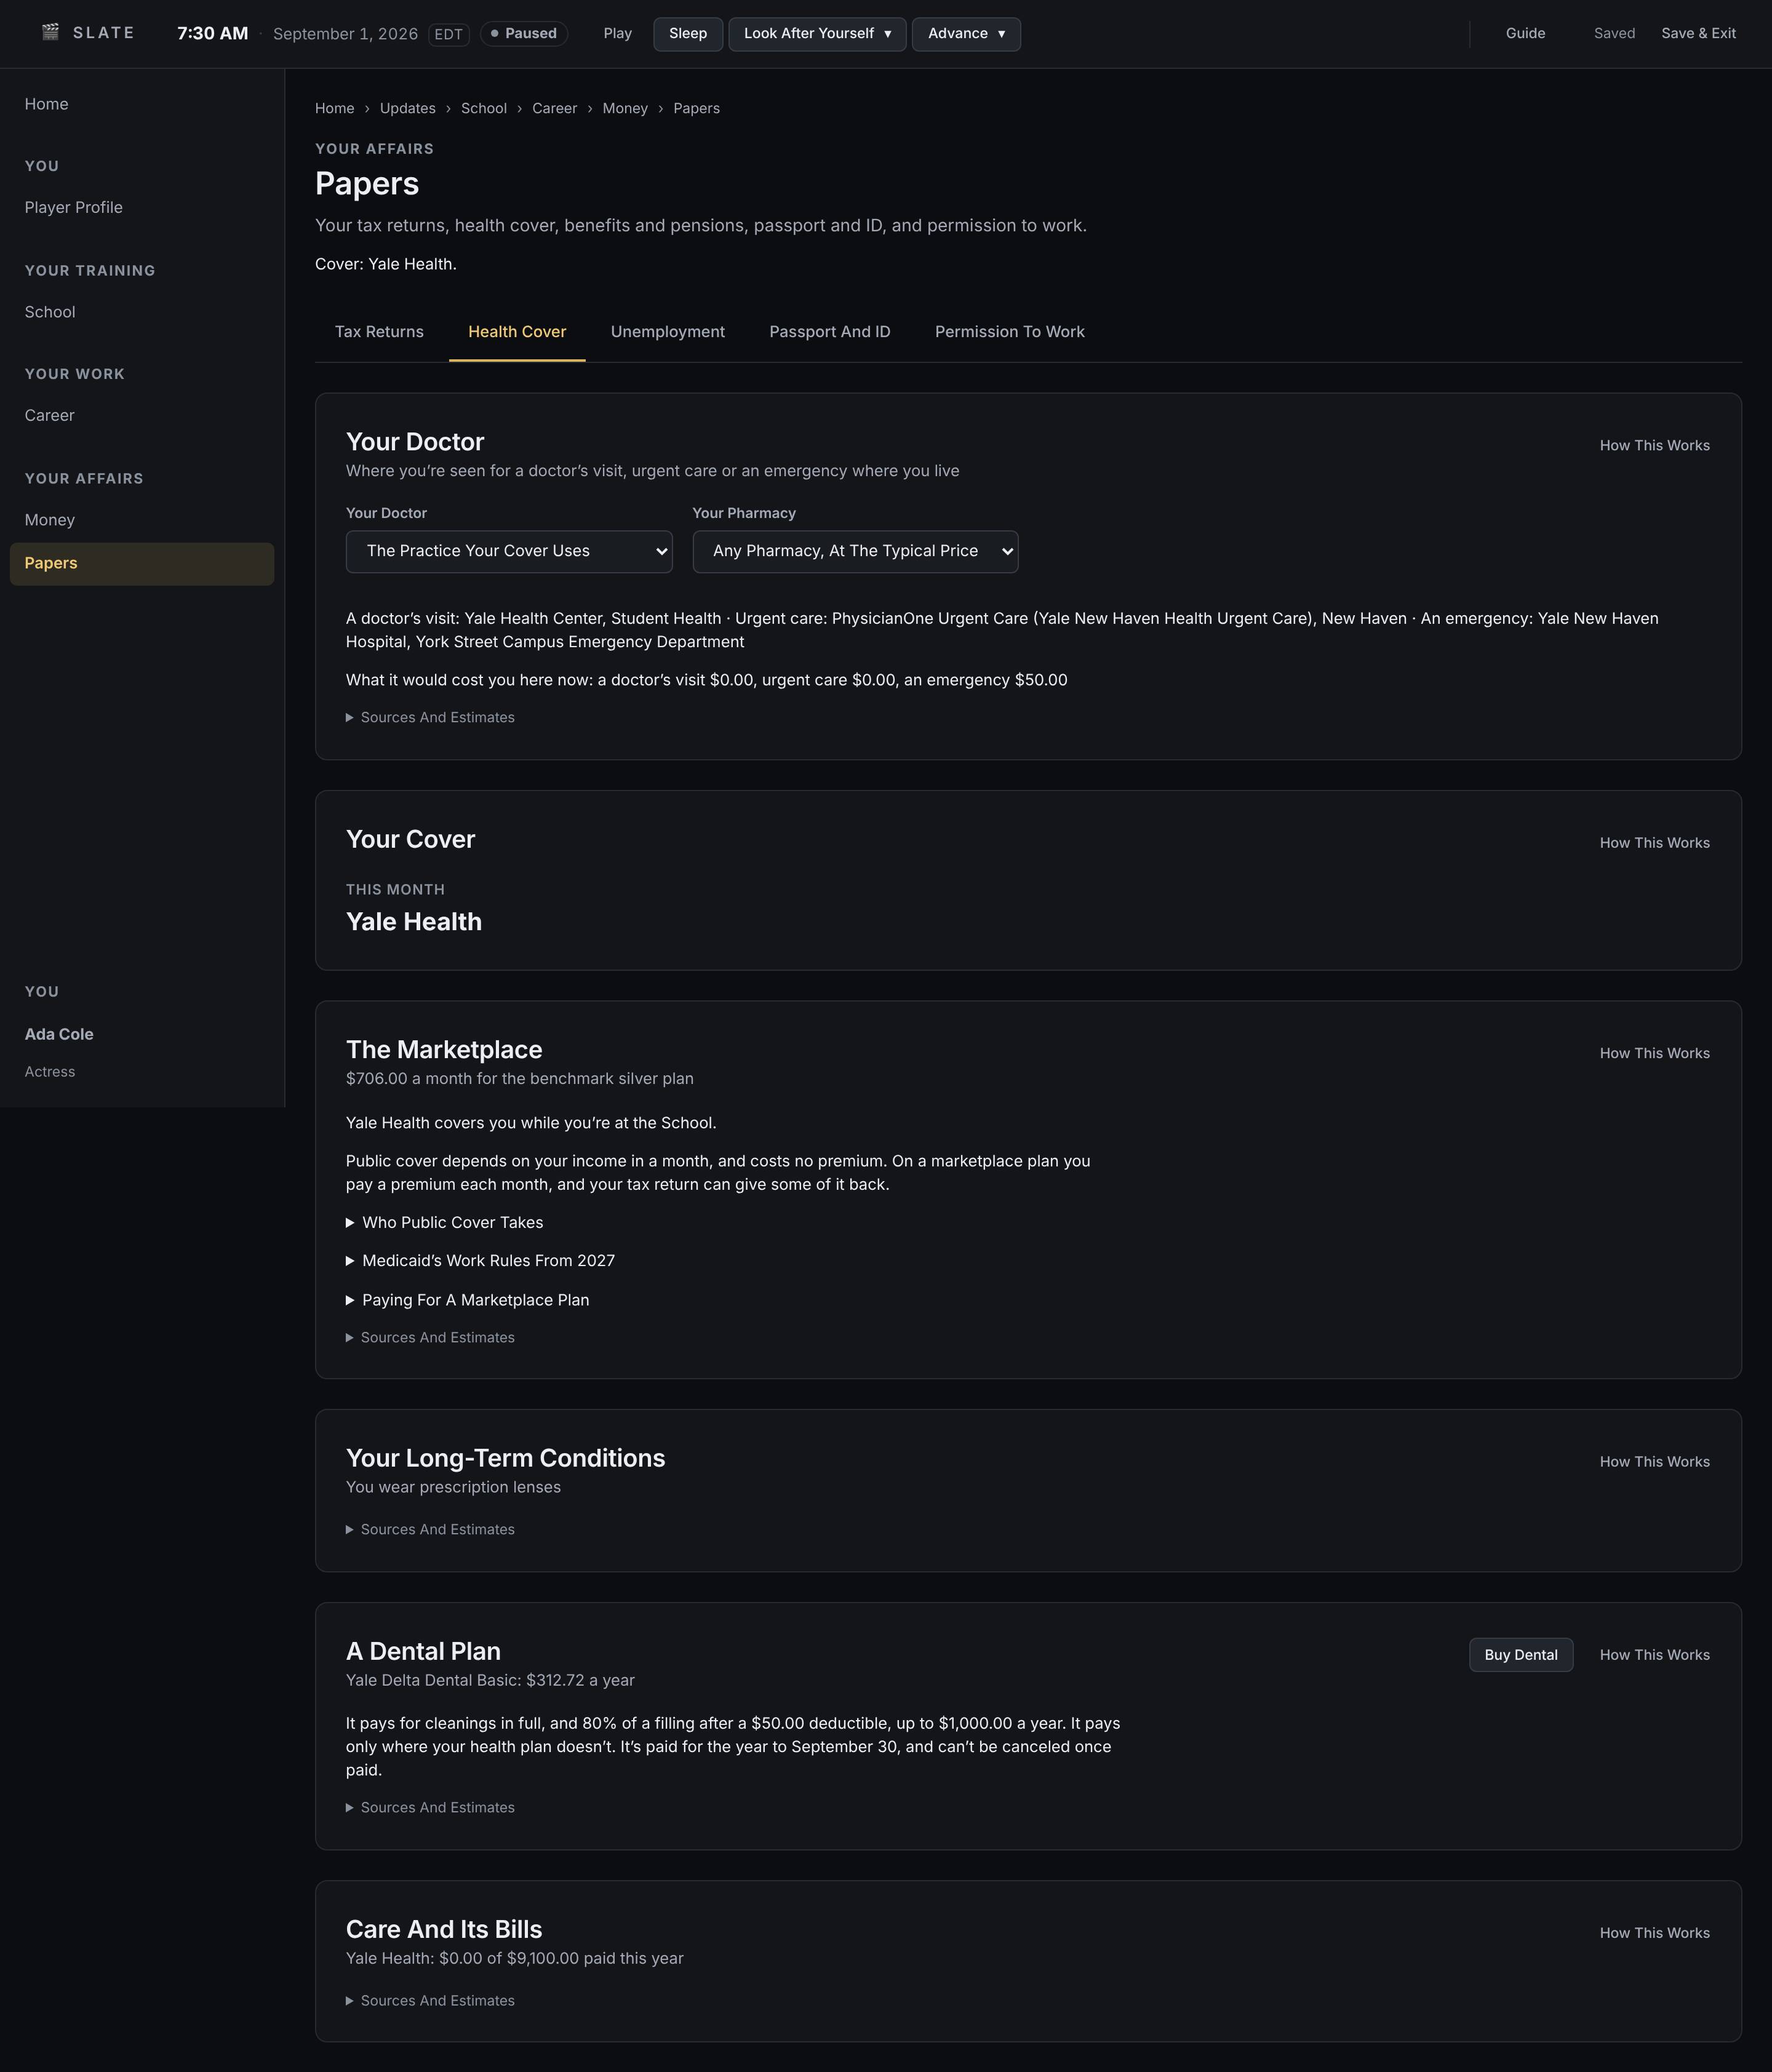 SLATE
7:30 AM · September 1, 2026 EDT Paused Play Sleep Look After Yourself ▾ Advance ▾ Guide Saved Save & Exit
Home
YOU
Player Profile
YOUR TRAINING
School
YOUR WORK
Career
YOUR AFFAIRS
Money
Papers
YOU
Ada Cole
Actress
Home › Updates › School › Career › Money › Papers
YOUR AFFAIRS
Papers
Your tax returns, health cover, benefits and pensions, passport and ID, and permission to work.
Cover: Yale Health.
Tax Returns Health Cover Unemployment Passport And ID Permission To Work
Your Doctor
How This Works
Where you’re seen for a doctor’s visit, urgent care or an emergency where you live
Your Doctor Your Pharmacy
The Practice Your Cover Uses Any Pharmacy, At The Typical Price
A doctor’s visit: Yale Health Center, Student Health · Urgent care: PhysicianOne Urgent Care (Yale New Haven Health Urgent Care), New Haven · An emergency: Yale New Haven
Hospital, York Street Campus Emergency Department
What it would cost you here now: a doctor’s visit $0.00, urgent care $0.00, an emergency $50.00
▶ Sources And Estimates
Your Cover
How This Works
THIS MONTH
Yale Health
The Marketplace
How This Works
$706.00 a month for the benchmark silver plan
Yale Health covers you while you’re at the School.
Public cover depends on your income in a month, and costs no premium. On a marketplace plan you
pay a premium each month, and your tax return can give some of it back.
▶ Who Public Cover Takes
▶ Medicaid’s Work Rules From 2027
▶ Paying For A Marketplace Plan
▶ Sources And Estimates
Your Long-Term Conditions
How This Works
You wear prescription lenses
▶ Sources And Estimates
A Dental Plan
Buy Dental How This Works
Yale Delta Dental Basic: $312.72 a year
It pays for cleanings in full, and 80% of a filling after a $50.00 deductible, up to $1,000.00 a year. It pays
only where your health plan doesn’t. It’s paid for the year to September 30, and can’t be canceled once
paid.
▶ Sources And Estimates
Care And Its Bills
How This Works
Yale Health: $0.00 of $9,100.00 paid this year
▶ Sources And Estimates